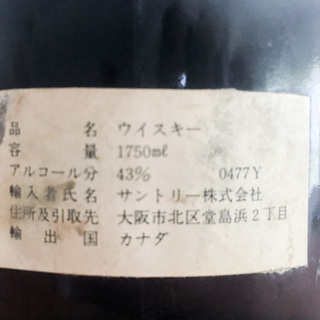 品名 ウイスキー
容量 1750㎖
アルコール分 43% 0477Y
輸入者氏名 サントリー株式会社
住所及引取先 大阪市北区堂島浜2丁目
輸出国 カナダ